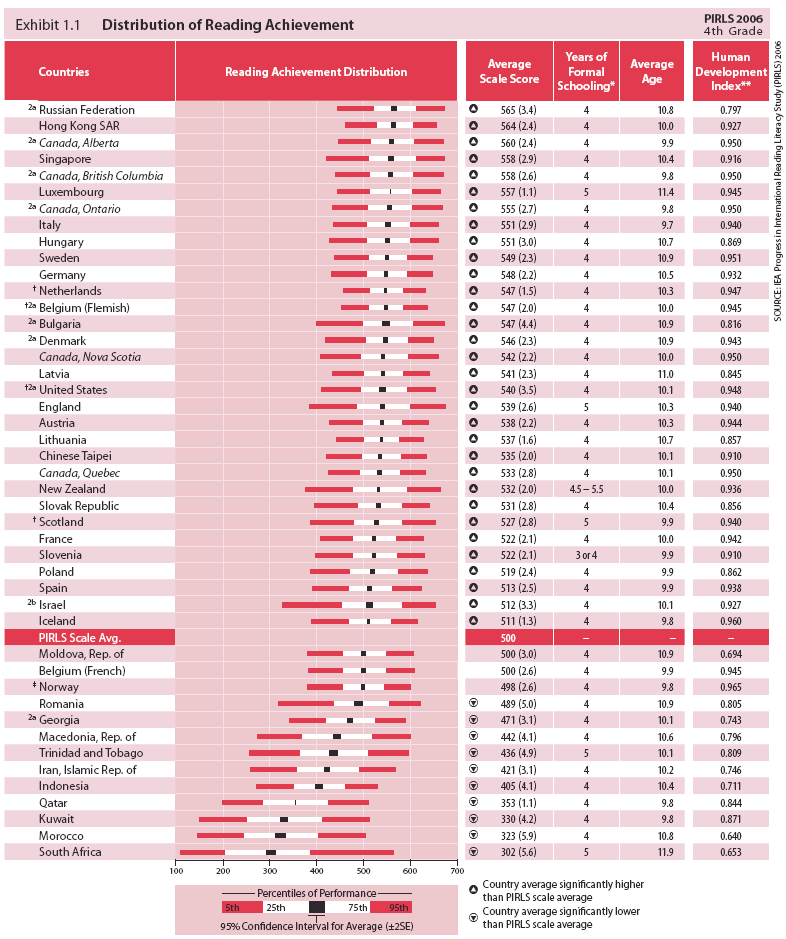 Exhibit 1.1 Distribution of Reading Achievement
PIRLS 2006
4th Grade
Countries Reading Achievement Distribution Average Scale Score Years of Formal Schooling* Average Age Human Development Index**
2a Russian Federation 565 (3.4) 4 10.8 0.797
Hong Kong SAR 564 (2.4) 4 10.0 0.927
2a Canada, Alberta 560 (2.4) 4 9.9 0.950
Singapore 558 (2.9) 4 10.4 0.916
2a Canada, British Columbia 558 (2.6) 4 9.8 0.950
Luxembourg 557 (1.1) 5 11.4 0.945
2a Canada, Ontario 555 (2.7) 4 9.8 0.950
Italy 551 (2.9) 4 9.7 0.940
Hungary 551 (3.0) 4 10.7 0.869
Sweden 549 (2.3) 4 10.9 0.951
Germany 548 (2.2) 4 10.5 0.932
† Netherlands 547 (1.5) 4 10.3 0.947
†2a Belgium (Flemish) 547 (2.0) 4 10.0 0.945
2a Bulgaria 547 (4.4) 4 10.9 0.816
2a Denmark 546 (2.3) 4 10.9 0.943
Canada, Nova Scotia 542 (2.2) 4 10.0 0.950
Latvia 541 (2.3) 4 11.0 0.845
†2a United States 540 (3.5) 4 10.1 0.948
England 539 (2.6) 5 10.3 0.940
Austria 538 (2.2) 4 10.3 0.944
Lithuania 537 (1.6) 4 10.7 0.857
Chinese Taipei 535 (2.0) 4 10.1 0.910
Canada, Quebec 533 (2.8) 4 10.1 0.950
New Zealand 532 (2.0) 4.5 – 5.5 10.0 0.936
Slovak Republic 531 (2.8) 4 10.4 0.856
† Scotland 527 (2.8) 5 9.9 0.940
France 522 (2.1) 4 10.0 0.942
Slovenia 522 (2.1) 3 or 4 9.9 0.910
Poland 519 (2.4) 4 9.9 0.862
Spain 513 (2.5) 4 9.9 0.938
2b Israel 512 (3.3) 4 10.1 0.927
Iceland 511 (1.3) 4 9.8 0.960
PIRLS Scale Avg. 500 – – –
Moldova, Rep. of 500 (3.0) 4 10.9 0.694
Belgium (French) 500 (2.6) 4 9.9 0.945
‡ Norway 498 (2.6) 4 9.8 0.965
Romania 489 (5.0) 4 10.9 0.805
2a Georgia 471 (3.1) 4 10.1 0.743
Macedonia, Rep. of 442 (4.1) 4 10.6 0.796
Trinidad and Tobago 436 (4.9) 5 10.1 0.809
Iran, Islamic Rep. of 421 (3.1) 4 10.2 0.746
Indonesia 405 (4.1) 4 10.4 0.711
Qatar 353 (1.1) 4 9.8 0.844
Kuwait 330 (4.2) 4 9.8 0.871
Morocco 323 (5.9) 4 10.8 0.640
South Africa 302 (5.6) 5 11.9 0.653
100 200 300 400 500 600 700
Percentiles of Performance
5th 25th 75th 95th
95% Confidence Interval for Average (±2SE)
Country average significantly higher
than PIRLS scale average
Country average significantly lower
than PIRLS scale average
SOURCE: IEA Progress in International Reading Literacy Study (PIRLS) 2006